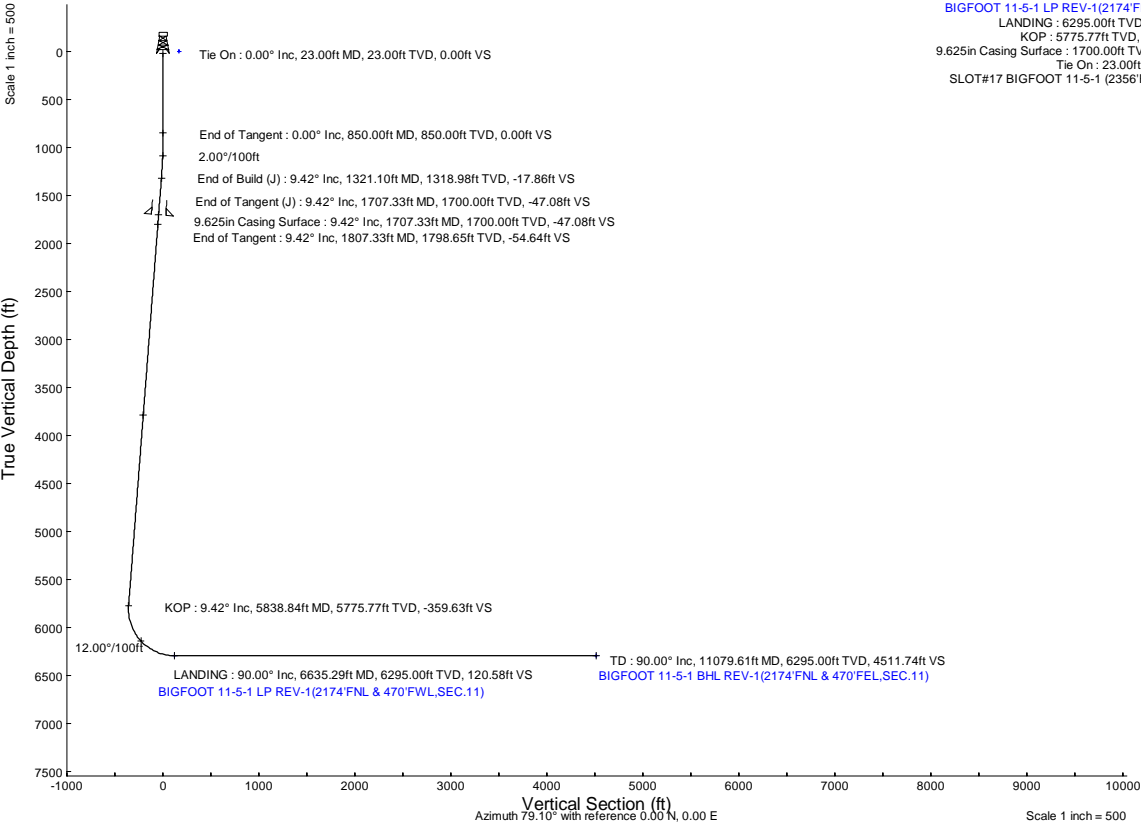 BIGFOOT 11-5-1 LP REV-1(2174'F
LANDING : 6295.00ft TVD
KOP : 5775.77ft TVD,
9.625in Casing Surface : 1700.00ft TV
Tie On : 23.00ft
SLOT#17 BIGFOOT 11-5-1 (2356'
Scale 1 inch = 500
True Vertical Depth (ft)
0
500
1000
1500
2000
2500
3000
3500
4000
4500
5000
5500
6000
6500
7000
7500
Tie On : 0.00° Inc, 23.00ft MD, 23.00ft TVD, 0.00ft VS
End of Tangent : 0.00° Inc, 850.00ft MD, 850.00ft TVD, 0.00ft VS
2.00°/100ft
End of Build (J) : 9.42° Inc, 1321.10ft MD, 1318.98ft TVD, -17.86ft VS
End of Tangent (J) : 9.42° Inc, 1707.33ft MD, 1700.00ft TVD, -47.08ft VS
9.625in Casing Surface : 9.42° Inc, 1707.33ft MD, 1700.00ft TVD, -47.08ft VS
End of Tangent : 9.42° Inc, 1807.33ft MD, 1798.65ft TVD, -54.64ft VS
KOP : 9.42° Inc, 5838.84ft MD, 5775.77ft TVD, -359.63ft VS
12.00°/100ft
LANDING : 90.00° Inc, 6635.29ft MD, 6295.00ft TVD, 120.58ft VS
BIGFOOT 11-5-1 LP REV-1(2174'FNL & 470'FWL,SEC.11)
TD : 90.00° Inc, 11079.61ft MD, 6295.00ft TVD, 4511.74ft VS
BIGFOOT 11-5-1 BHL REV-1(2174'FNL & 470'FEL,SEC.11)
-1000 0 1000 2000 3000 4000 5000 6000 7000 8000 9000 10000
Vertical Section (ft)
Azimuth 79.10° with reference 0.00 N, 0.00 E
Scale 1 inch = 500